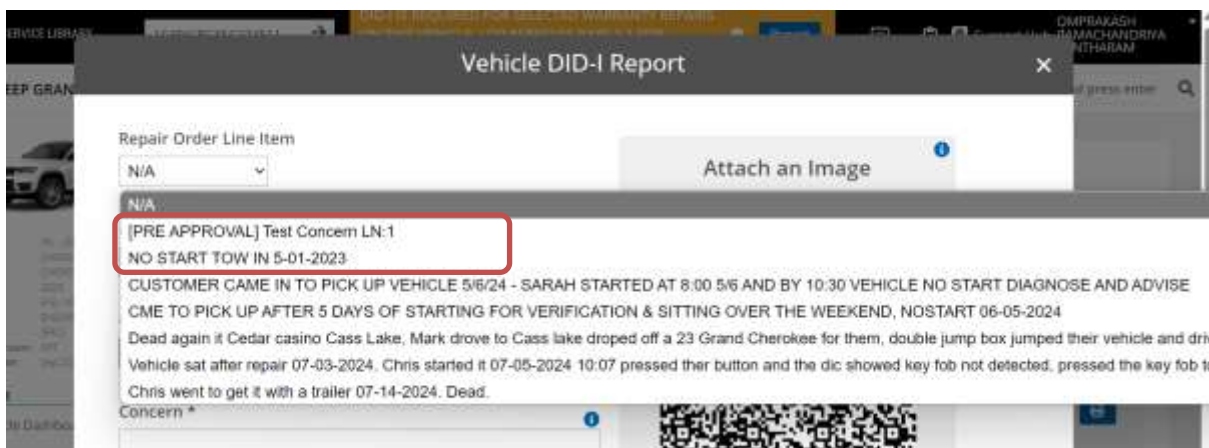 SERVICE LIBRARY
OMPRAKASH
RAMACHANDRIYA
NTHARAM
Vehicle DID-I Report
×
EEP GRAN
press enter
Repair Order Line Item
N/A
Attach an Image
N/A
[PRE APPROVAL] Test Concern LN:1
NO START TOW IN 5-01-2023
CUSTOMER CAME IN TO PICK UP VEHICLE 5/6/24 - SARAH STARTED AT 8:00 5/6 AND BY 10:30 VEHICLE NO START DIAGNOSE AND ADVISE
CME TO PICK UP AFTER 5 DAYS OF STARTING FOR VERIFICATION & SITTING OVER THE WEEKEND, NOSTART 06-05-2024
Dead again it Cedar casino Cass Lake, Mark drove to Cass lake droped off a 23 Grand Cherokee for them, double jump box jumped their vehicle and driv
Vehicle sat after repair 07-03-2024. Chris started it 07-05-2024 10:07 pressed ther button and the dic showed key fob not detected, pressed the key fob to
Chris went to get it with a trailer 07-14-2024. Dead.
Concern *